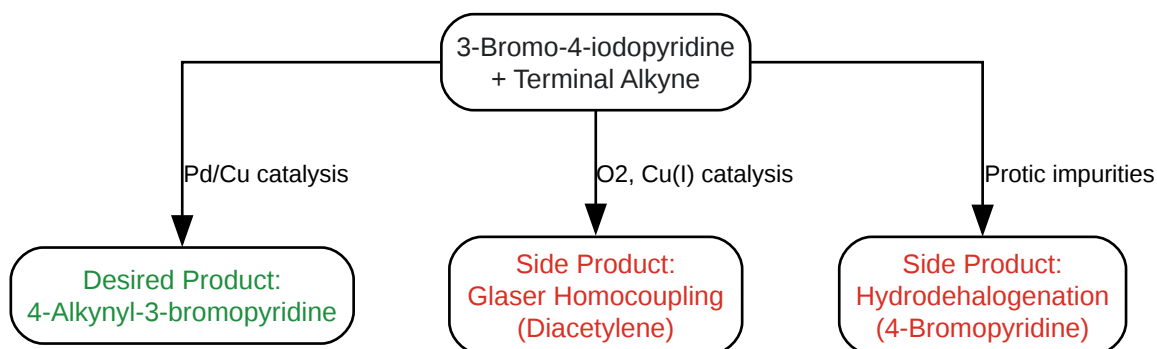 3-Bromo-4-iodopyridine
+ Terminal Alkyne
Pd/Cu catalysis
O2, Cu(I) catalysis
Protic impurities
Desired Product:
4-Alkynyl-3-bromopyridine
Side Product:
Glaser Homocoupling
(Diacetylene)
Side Product:
Hydrodehalogenation
(4-Bromopyridine)